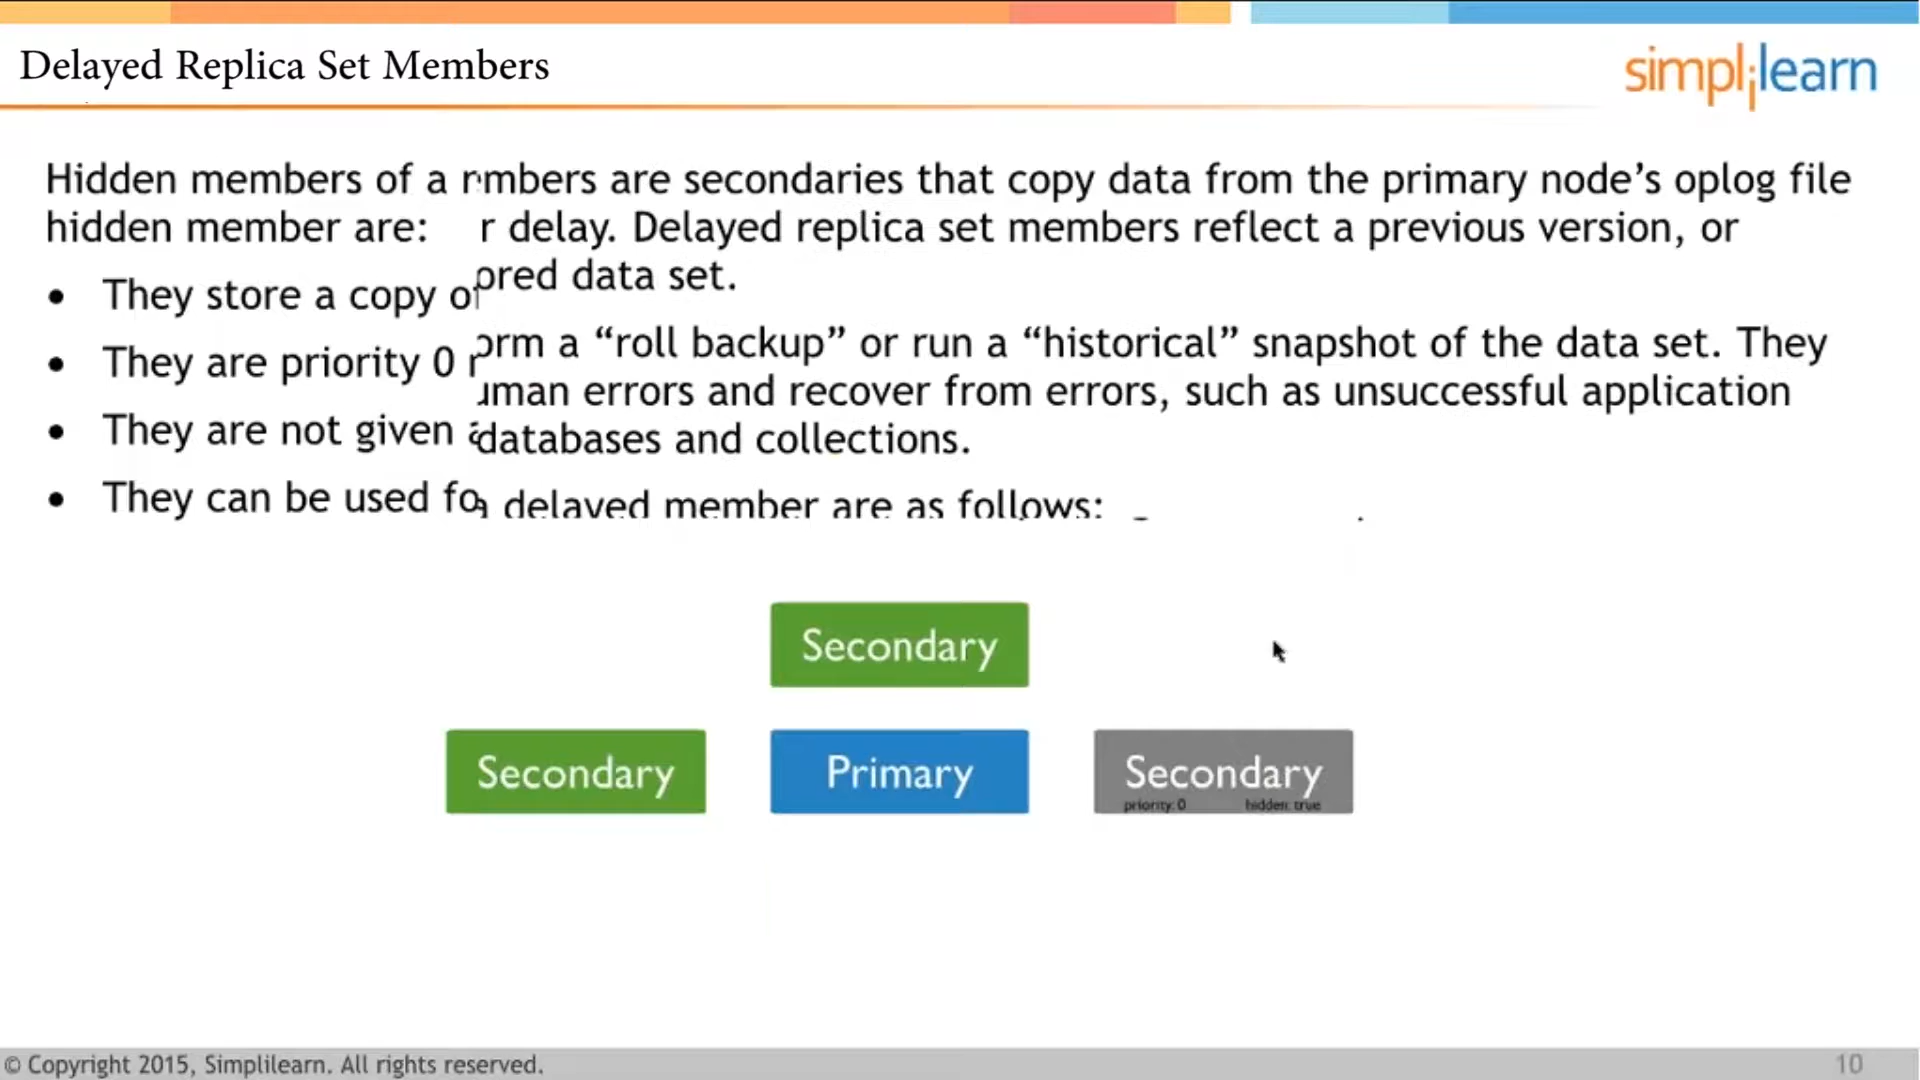 Delayed Replica Set Members
simplilearn
Hidden members of a mbers are secondaries that copy data from the primary node’s oplog file
hidden member are: r delay. Delayed replica set members reflect a previous version, or
ored data set.
• They store a copy of
orm a “roll backup” or run a “historical” snapshot of the data set. They
• They are priority 0
uman errors and recover from errors, such as unsuccessful application
• They are not given
databases and collections.
• They can be used fo
a delayed member are as follows:
Secondary
Secondary
Primary
Secondary
priority: 0 hidden: true
© Copyright 2015, Simplilearn. All rights reserved.
10